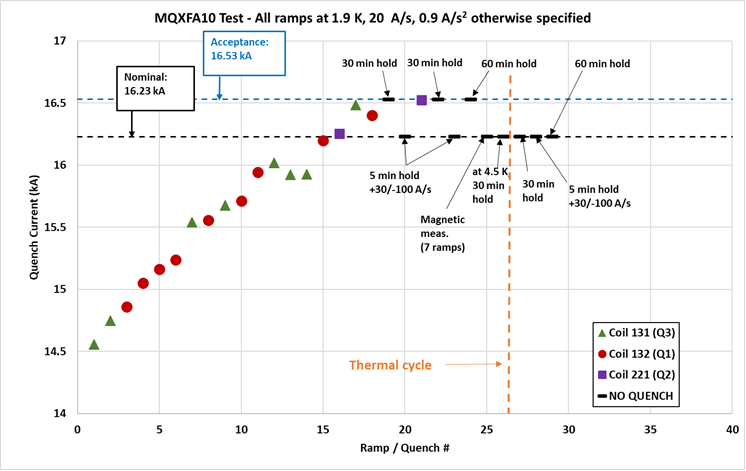 MQXFA10 Test - All ramps at 1.9 K, 20 A/s, 0.9 A/s² otherwise specified
Acceptance:
16.53 kA
Nominal:
16.23 kA
30 min hold
30 min hold
60 min hold
60 min hold
5 min hold
+30/-100 A/s
Magnetic
meas.
(7 ramps)
at 4.5 K
30 min
hold
30 min
hold
5 min hold
+30/-100 A/s
Thermal cycle
Coil 131 (Q3)
Coil 132 (Q1)
Coil 221 (Q2)
NO QUENCH
Quench Current (kA)
17
16.5
16
15.5
15
14.5
14
0 5 10 15 20 25 30 35 40
Ramp / Quench #